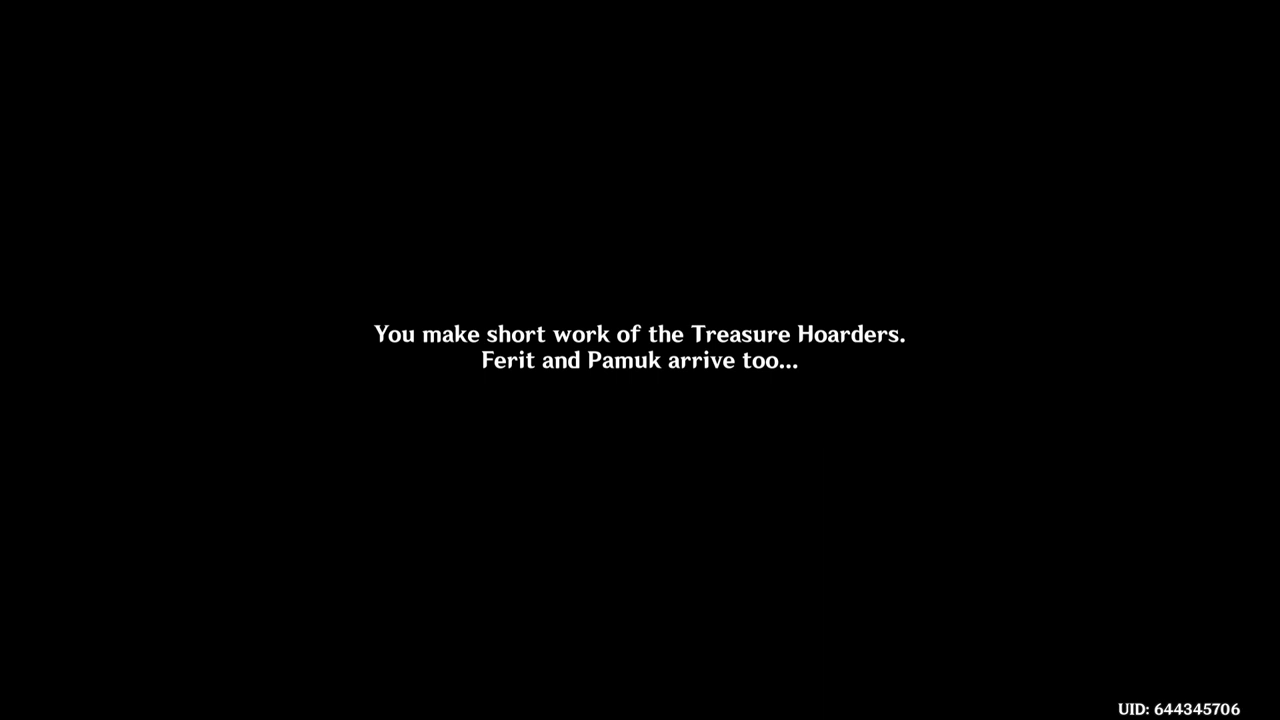 You make short work of the Treasure Hoarders.
Ferit and Pamuk arrive too...
UID: 644345706